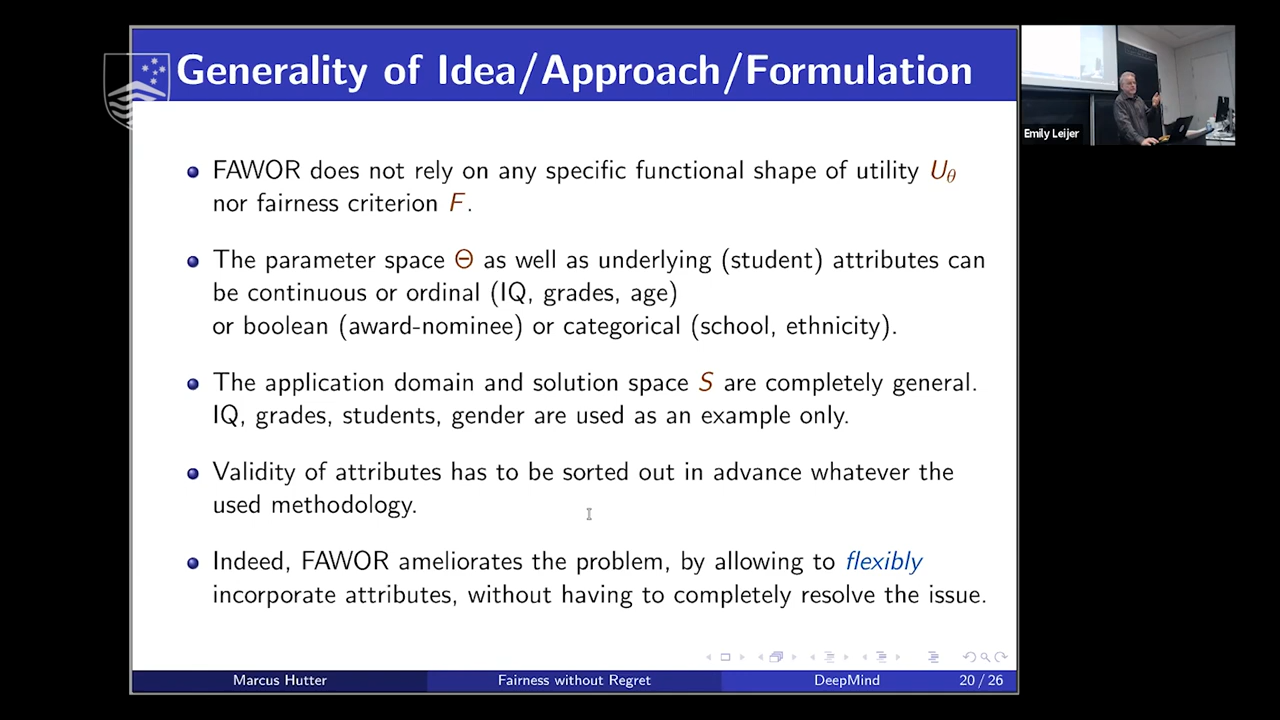 Generality of Idea/Approach/Formulation
FAWOR does not rely on any specific functional shape of utility Uθ
nor fairness criterion F.
The parameter space Θ as well as underlying (student) attributes can
be continuous or ordinal (IQ, grades, age)
or boolean (award-nominee) or categorical (school, ethnicity).
The application domain and solution space S are completely general.
IQ, grades, students, gender are used as an example only.
Validity of attributes has to be sorted out in advance whatever the
used methodology.
Indeed, FAWOR ameliorates the problem, by allowing to flexibly
incorporate attributes, without having to completely resolve the issue.
Marcus Hutter Fairness without Regret DeepMind 20 / 26
Emily Leijer